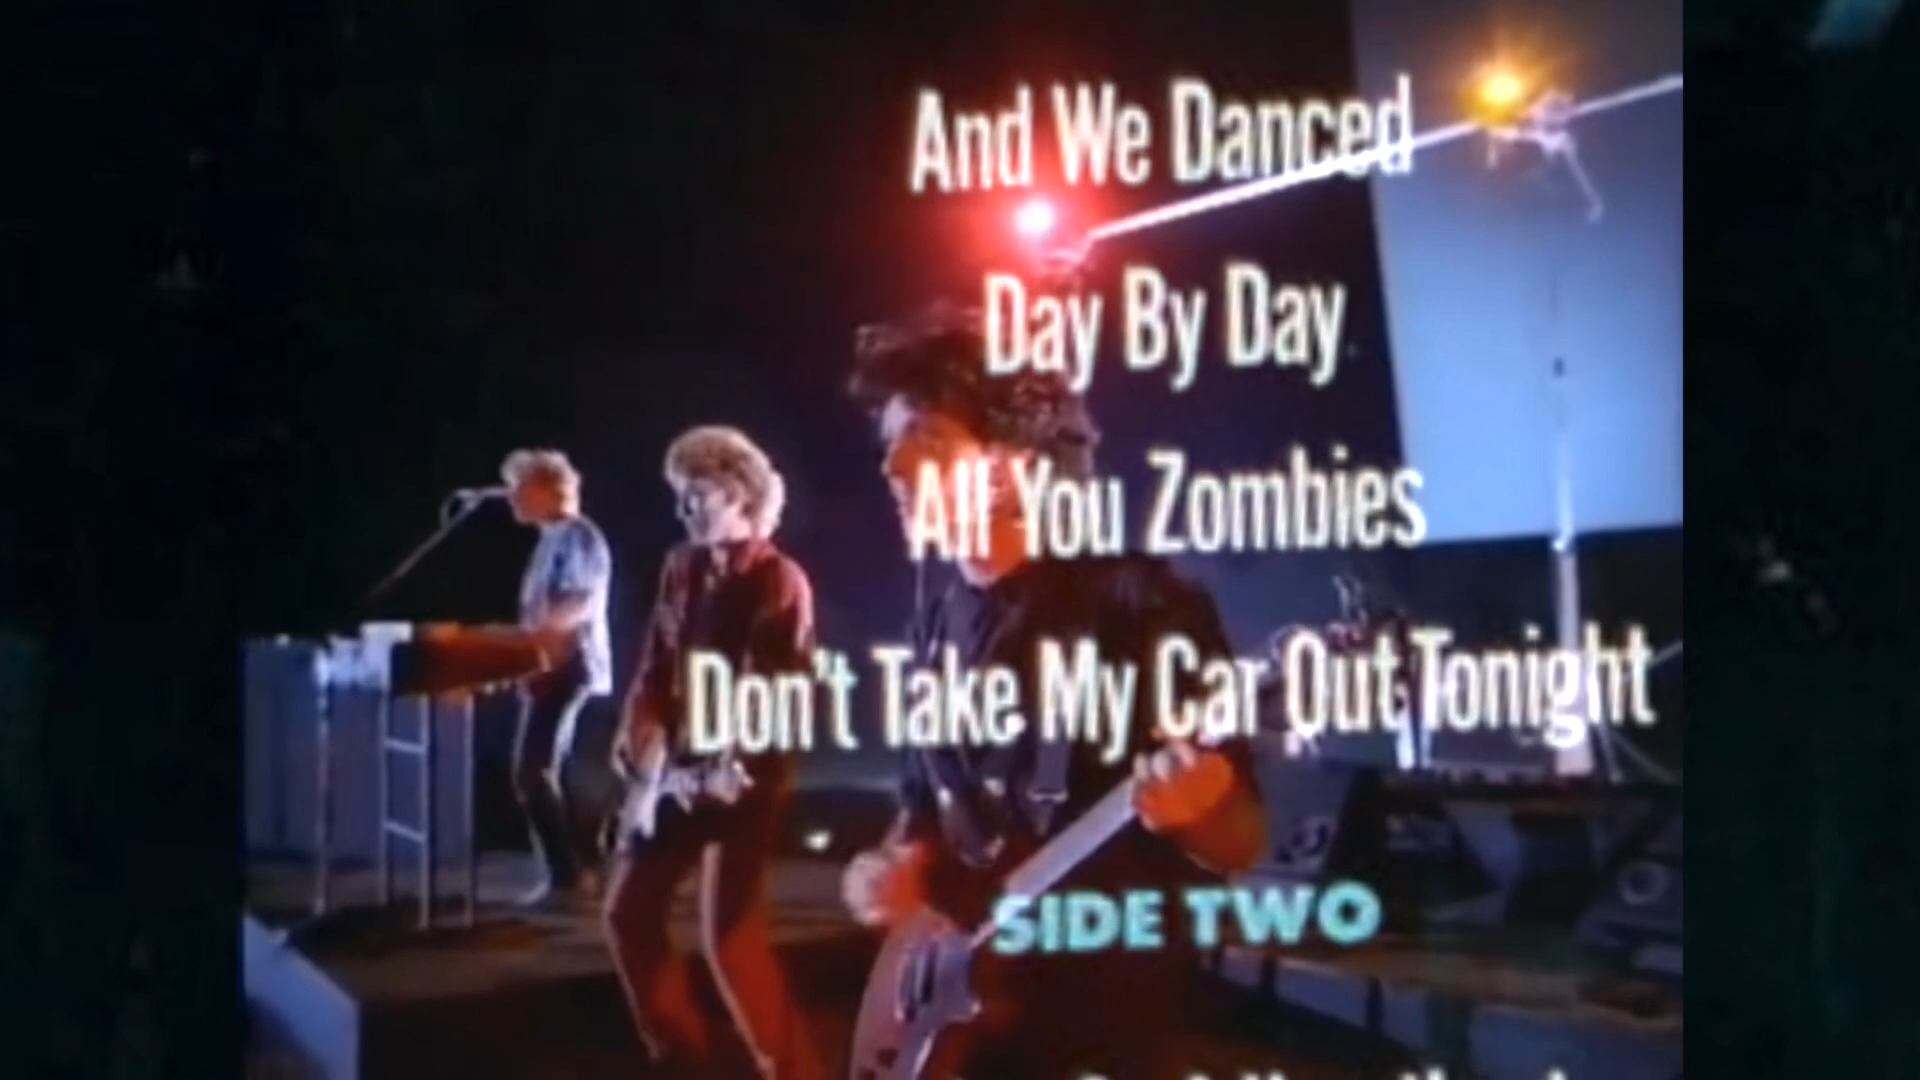 And We Danced
Day By Day
All You Zombies
Don't Take My Car Out Tonight
SIDE TWO